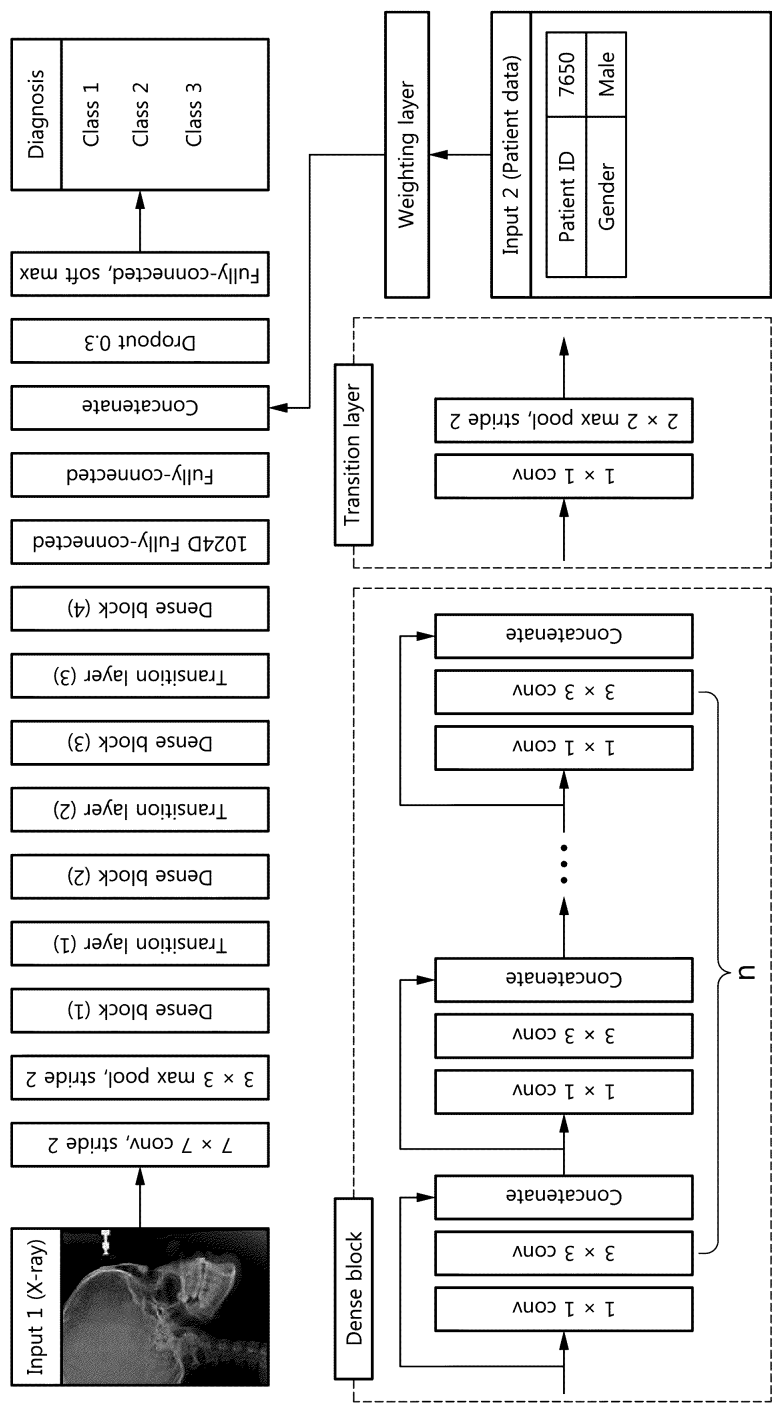 Input 1 (X-ray)
7 × 7 conv, stride 2
3 × 3 max pool, stride 2
Dense block (1)
Transition layer (1)
Dense block (2)
Transition layer (2)
Dense block (3)
Transition layer (3)
Dense block (4)
1024D Fully-connected
Fully-connected
Concatenate
Dropout 0.3
Fully-connected, soft max
Diagnosis
Class 1
Class 2
Class 3
Dense block
1 × 1 conv
3 × 3 conv
Concatenate
1 × 1 conv
3 × 3 conv
Concatenate
1 × 1 conv
3 × 3 conv
Concatenate
n
Transition layer
1 × 1 conv
2 × 2 max pool, stride 2
Weighting layer
Input 2 (Patient data)
Patient ID 7650
Gender Male